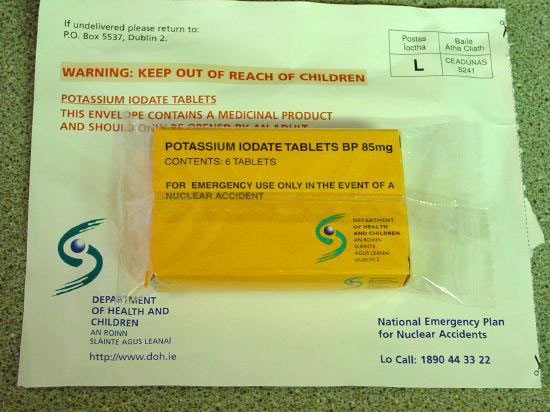 If undelivered please return to:
P.O. Box 5537, Dublin 2.
Postas
Íoctha
Baile
Átha Cliath
L
CEADÚNAS
5241
WARNING: KEEP OUT OF REACH OF CHILDREN
POTASSIUM IODATE TABLETS
THIS ENVELOPE CONTAINS A MEDICINAL PRODUCT
AND SHOULD ONLY BE OPENED BY AN ADULT
POTASSIUM IODATE TABLETS BP 85mg
CONTENTS: 6 TABLETS
FOR EMERGENCY USE ONLY IN THE EVENT OF A
NUCLEAR ACCIDENT
DEPARTMENT
OF HEALTH
AND CHILDREN
AN ROINN
SLÁINTE
AGUS LEANAÍ
DUBLIN 2
DEPARTMENT
OF HEALTH AND
CHILDREN
AN ROINN
SLÁINTE AGUS LEANAÍ
http://www.doh.ie
National Emergency Plan
for Nuclear Accidents
Lo Call: 1890 44 33 22